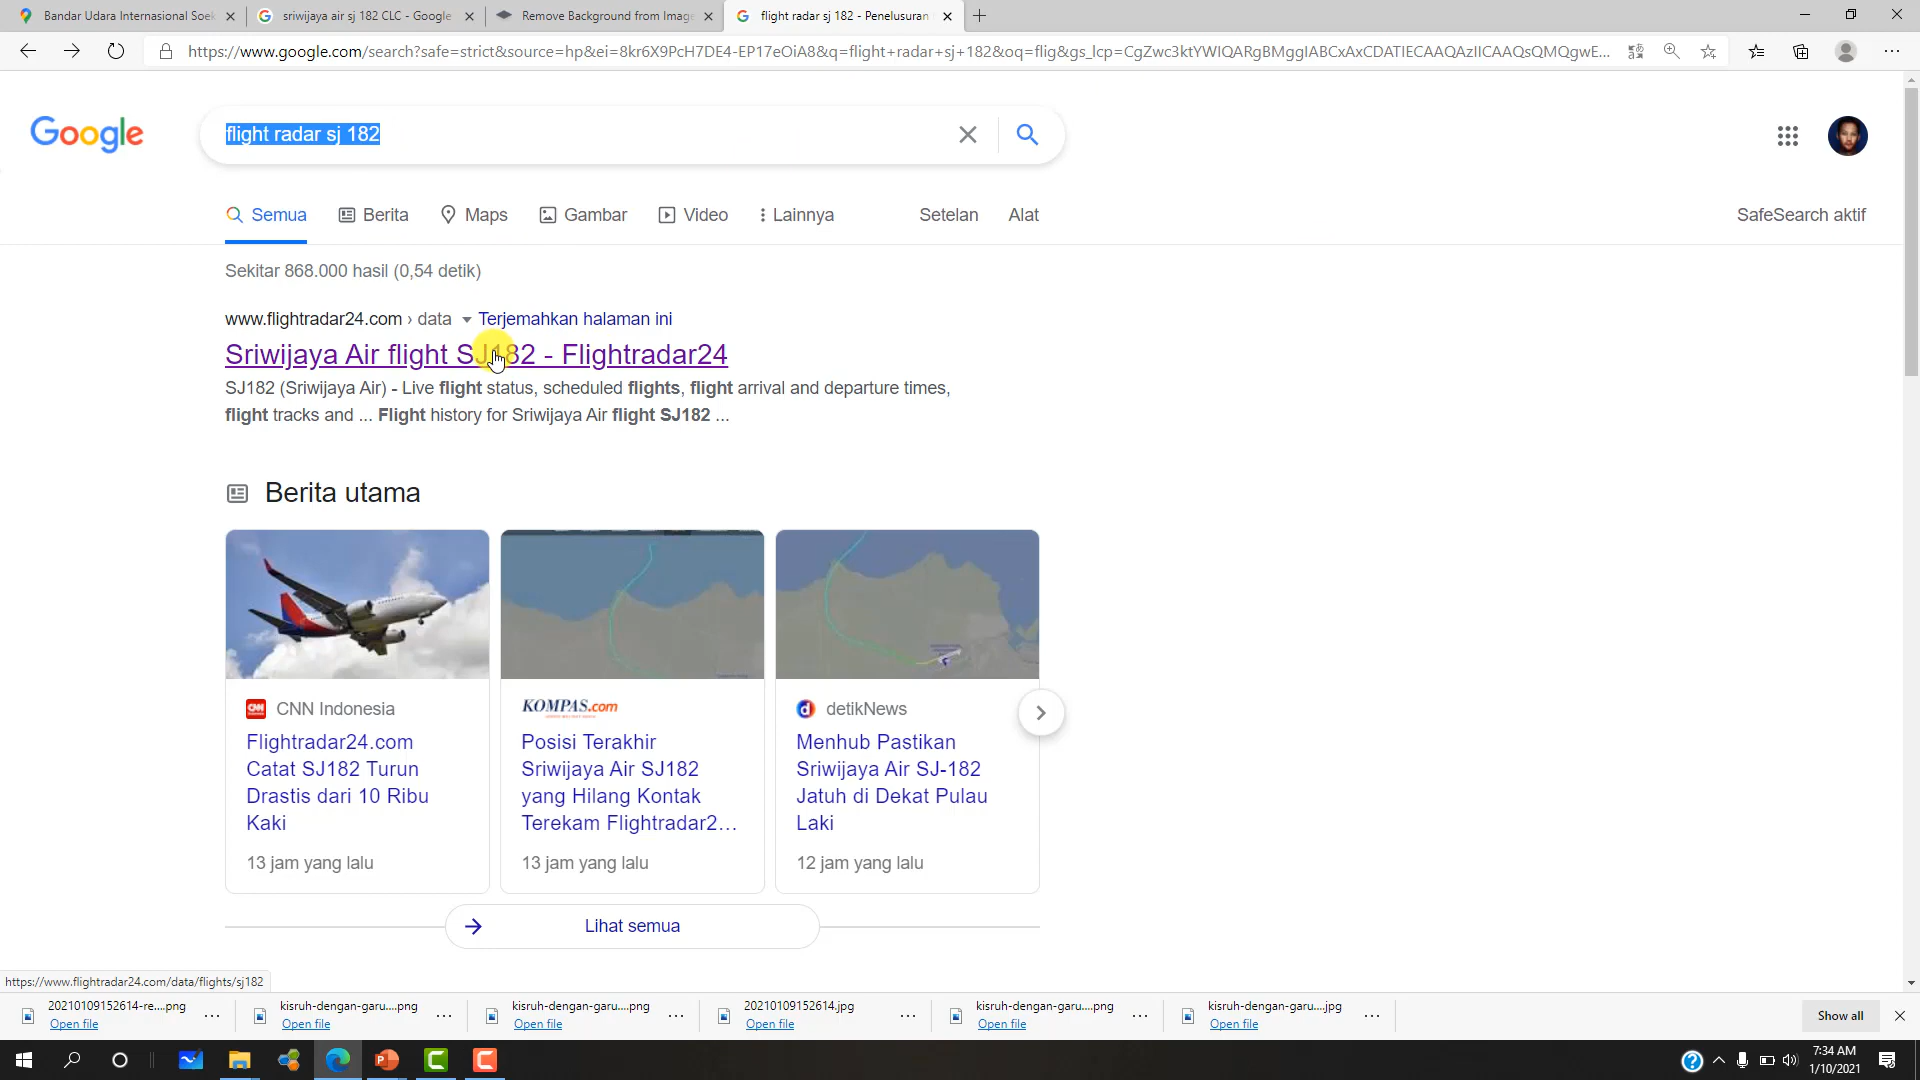 Bandar Udara Internasional Soek
sriwijaya air sj 182 CLC - Google
Remove Background from Image
flight radar sj 182 - Penelusuran
https://www.google.com/search?safe=strict&source=hp&ei=8kr6X9PcH7DE4-EP17eOiA8&q=flight+radar+sj+182&oq=flig&gs_lcp=CgZwc3ktYWIQARgBMggIABCxAxCDATIECAAQAzIICAAQsQMQgwE...
Google
flight radar sj 182
Semua
Berita
Maps
Gambar
Video
Lainnya
Setelan
Alat
SafeSearch aktif
Sekitar 868.000 hasil (0,54 detik)
www.flightradar24.com › data
Terjemahkan halaman ini
Sriwijaya Air flight SJ182 - Flightradar24
SJ182 (Sriwijaya Air) - Live flight status, scheduled flights, flight arrival and departure times,
flight tracks and ... Flight history for Sriwijaya Air flight SJ182 ...
Berita utama
CNN Indonesia
Flightradar24.com
Catat SJ182 Turun
Drastis dari 10 Ribu
Kaki
13 jam yang lalu
KOMPAS.com
Posisi Terakhir
Sriwijaya Air SJ182
yang Hilang Kontak
Terekam Flightradar2...
13 jam yang lalu
detikNews
Menhub Pastikan
Sriwijaya Air SJ-182
Jatuh di Dekat Pulau
Laki
12 jam yang lalu
Lihat semua
https://www.flightradar24.com/data/flights/sj182
20210109152614-re....png
Open file
kisruh-dengan-garu....png
Open file
kisruh-dengan-garu....png
Open file
20210109152614.jpg
Open file
kisruh-dengan-garu....png
Open file
kisruh-dengan-garu....jpg
Open file
Show all
7:34 AM
1/10/2021